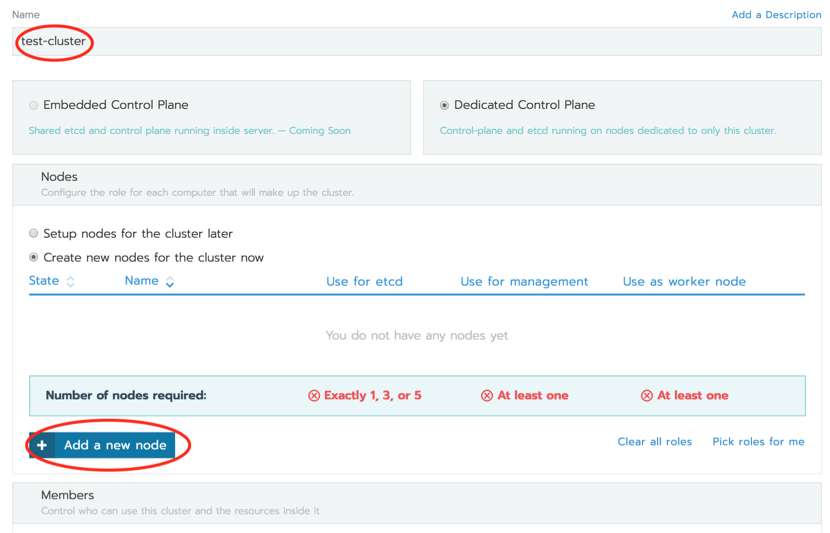 Name
Add a Description
test-cluster
Embedded Control Plane
Shared etcd and control plane running inside server. — Coming Soon
Dedicated Control Plane
Control-plane and etcd running on nodes dedicated to only this cluster.
Nodes
Configure the role for each computer that will make up the cluster.
Setup nodes for the cluster later
Create new nodes for the cluster now
State Name Use for etcd Use for management Use as worker node
You do not have any nodes yet
Number of nodes required: Exactly 1, 3, or 5 At least one At least one
+ Add a new node
Clear all roles Pick roles for me
Members
Control who can use this cluster and the resources inside it